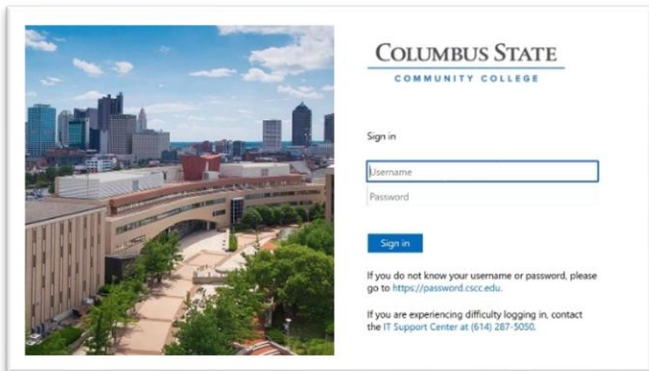 COLUMBUS STATE
COMMUNITY COLLEGE
Sign in
Username
Password
Sign in
If you do not know your username or password, please
go to https://password.cscc.edu.
If you are experiencing difficulty logging in, contact
the IT Support Center at (614) 287-5050.